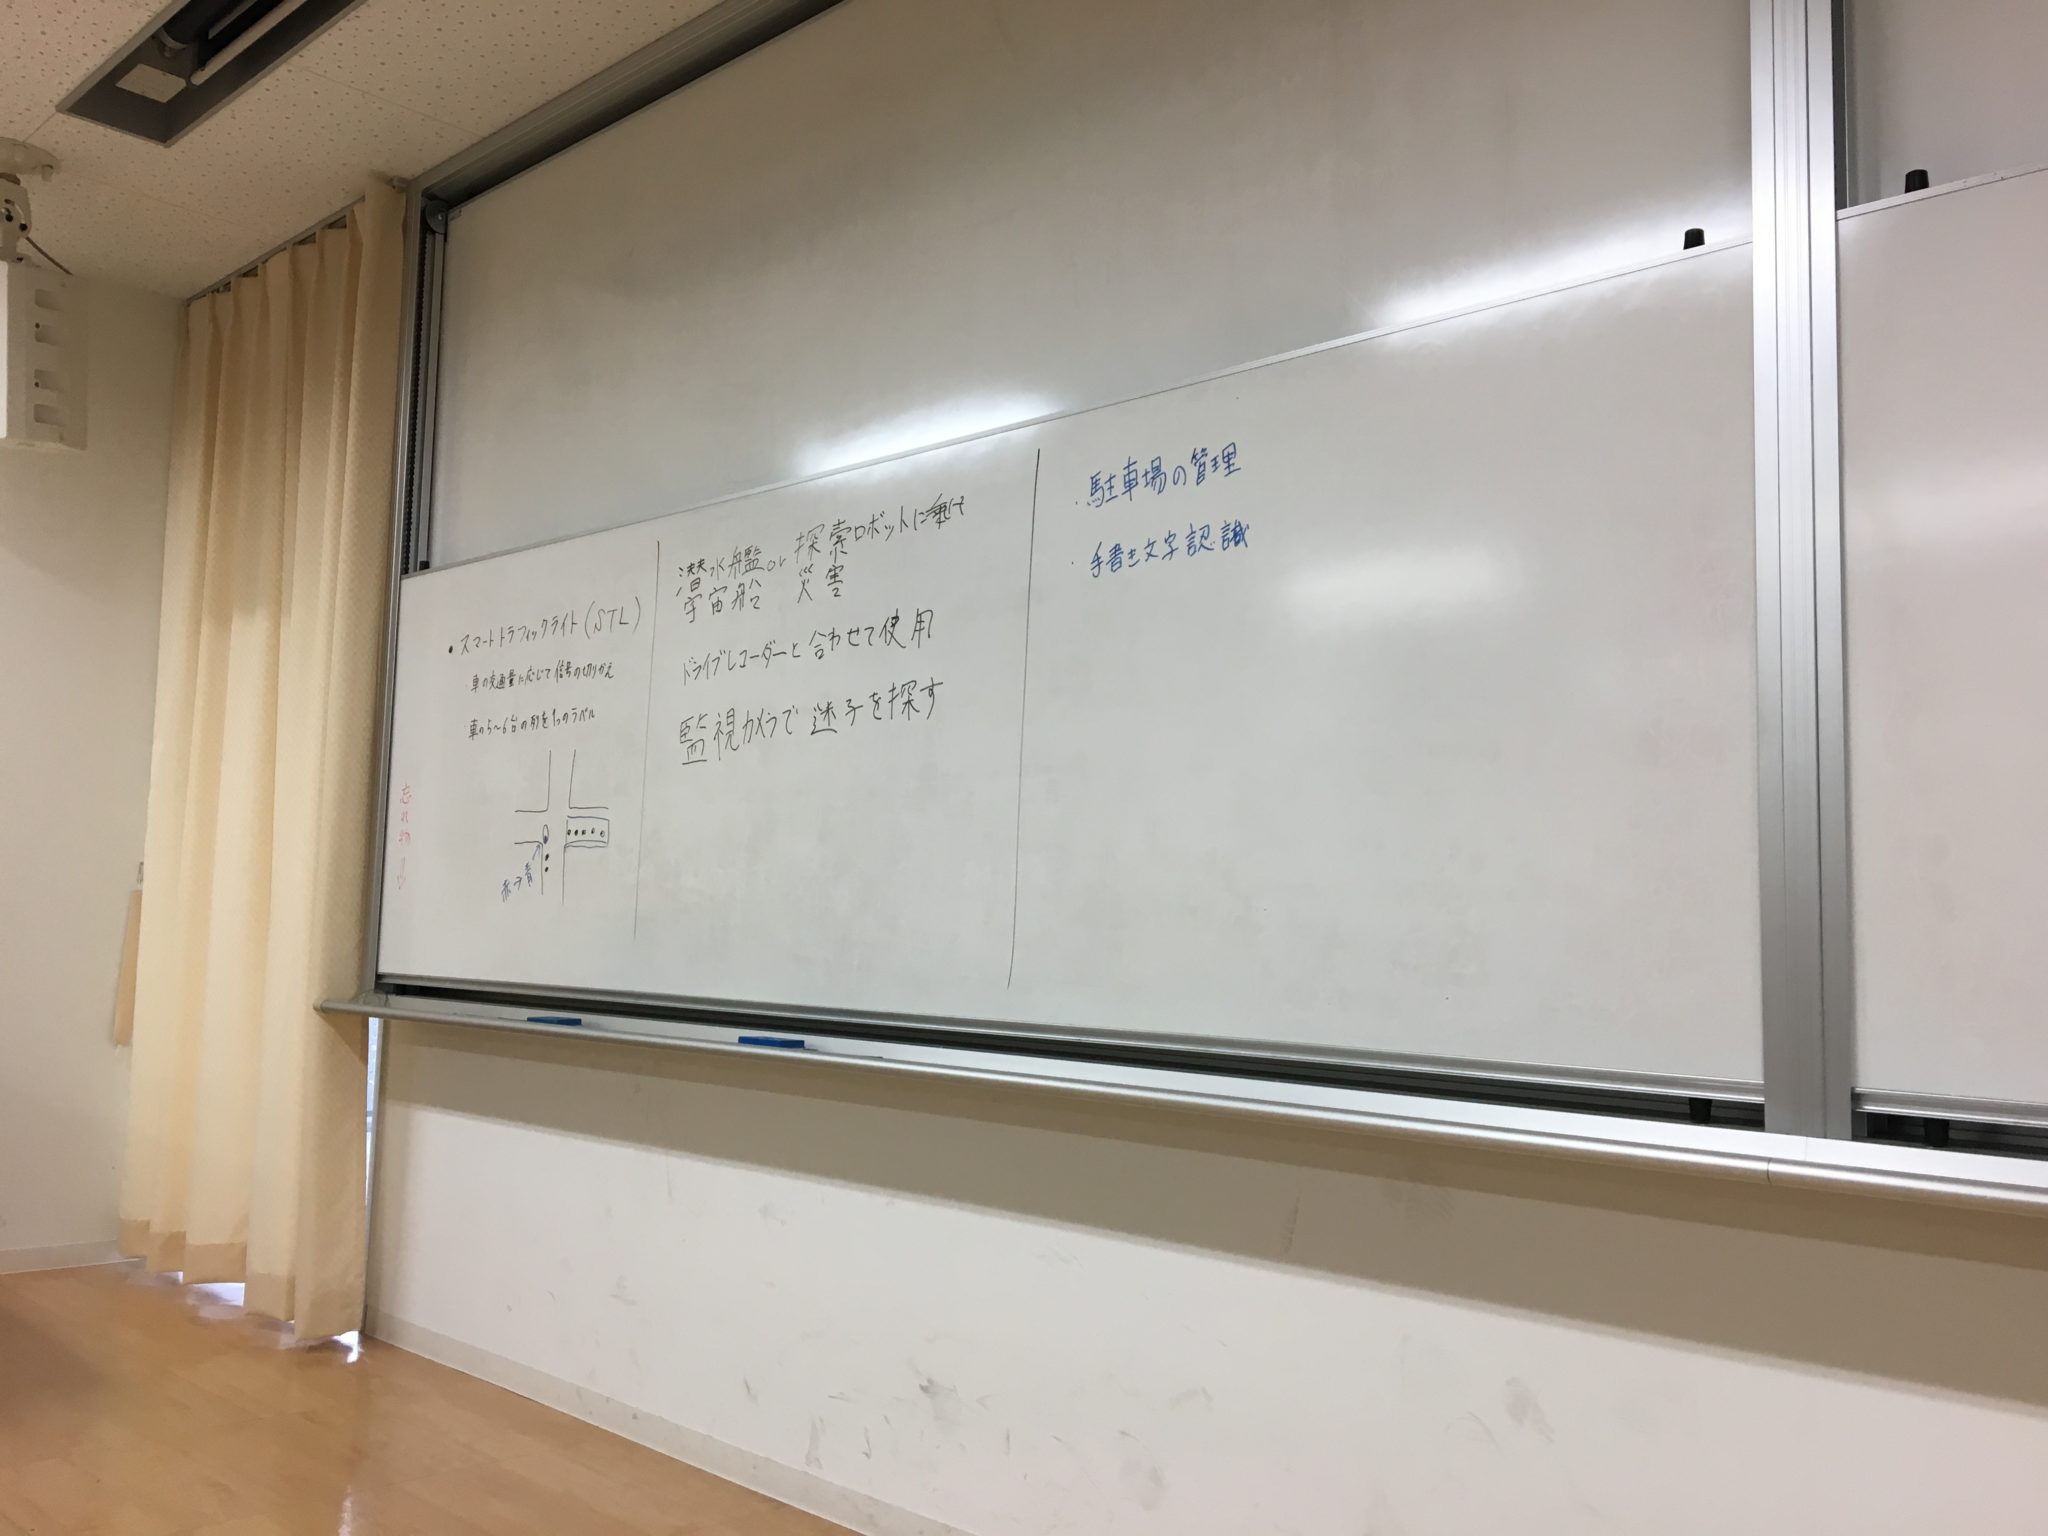 • スマートトラフィックライト(STL)
・車の交通量に応じて信号の切りかえ
・車の5〜6台の列を1つのラベル
赤→青
忘れ物↓
潜水艦or探索ロボットに乗せ
宇宙船 災害
ドライブレコーダーと合わせて使用
監視カメラで迷子を探す
・駐車場の管理
・手書き文字認識